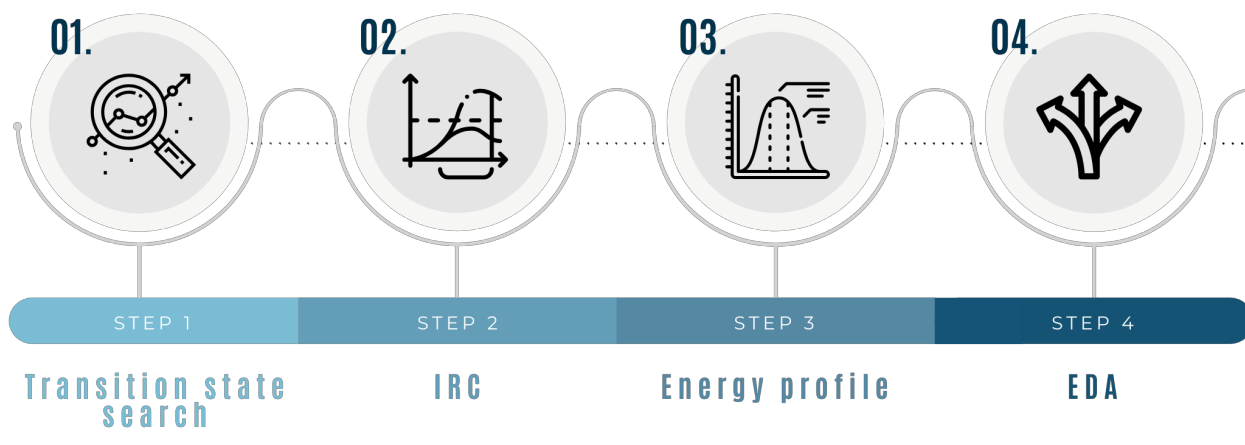 01.
02.
03.
04.
STEP 1
STEP 2
STEP 3
STEP 4
Transition state
search
IRC
Energy profile
EDA